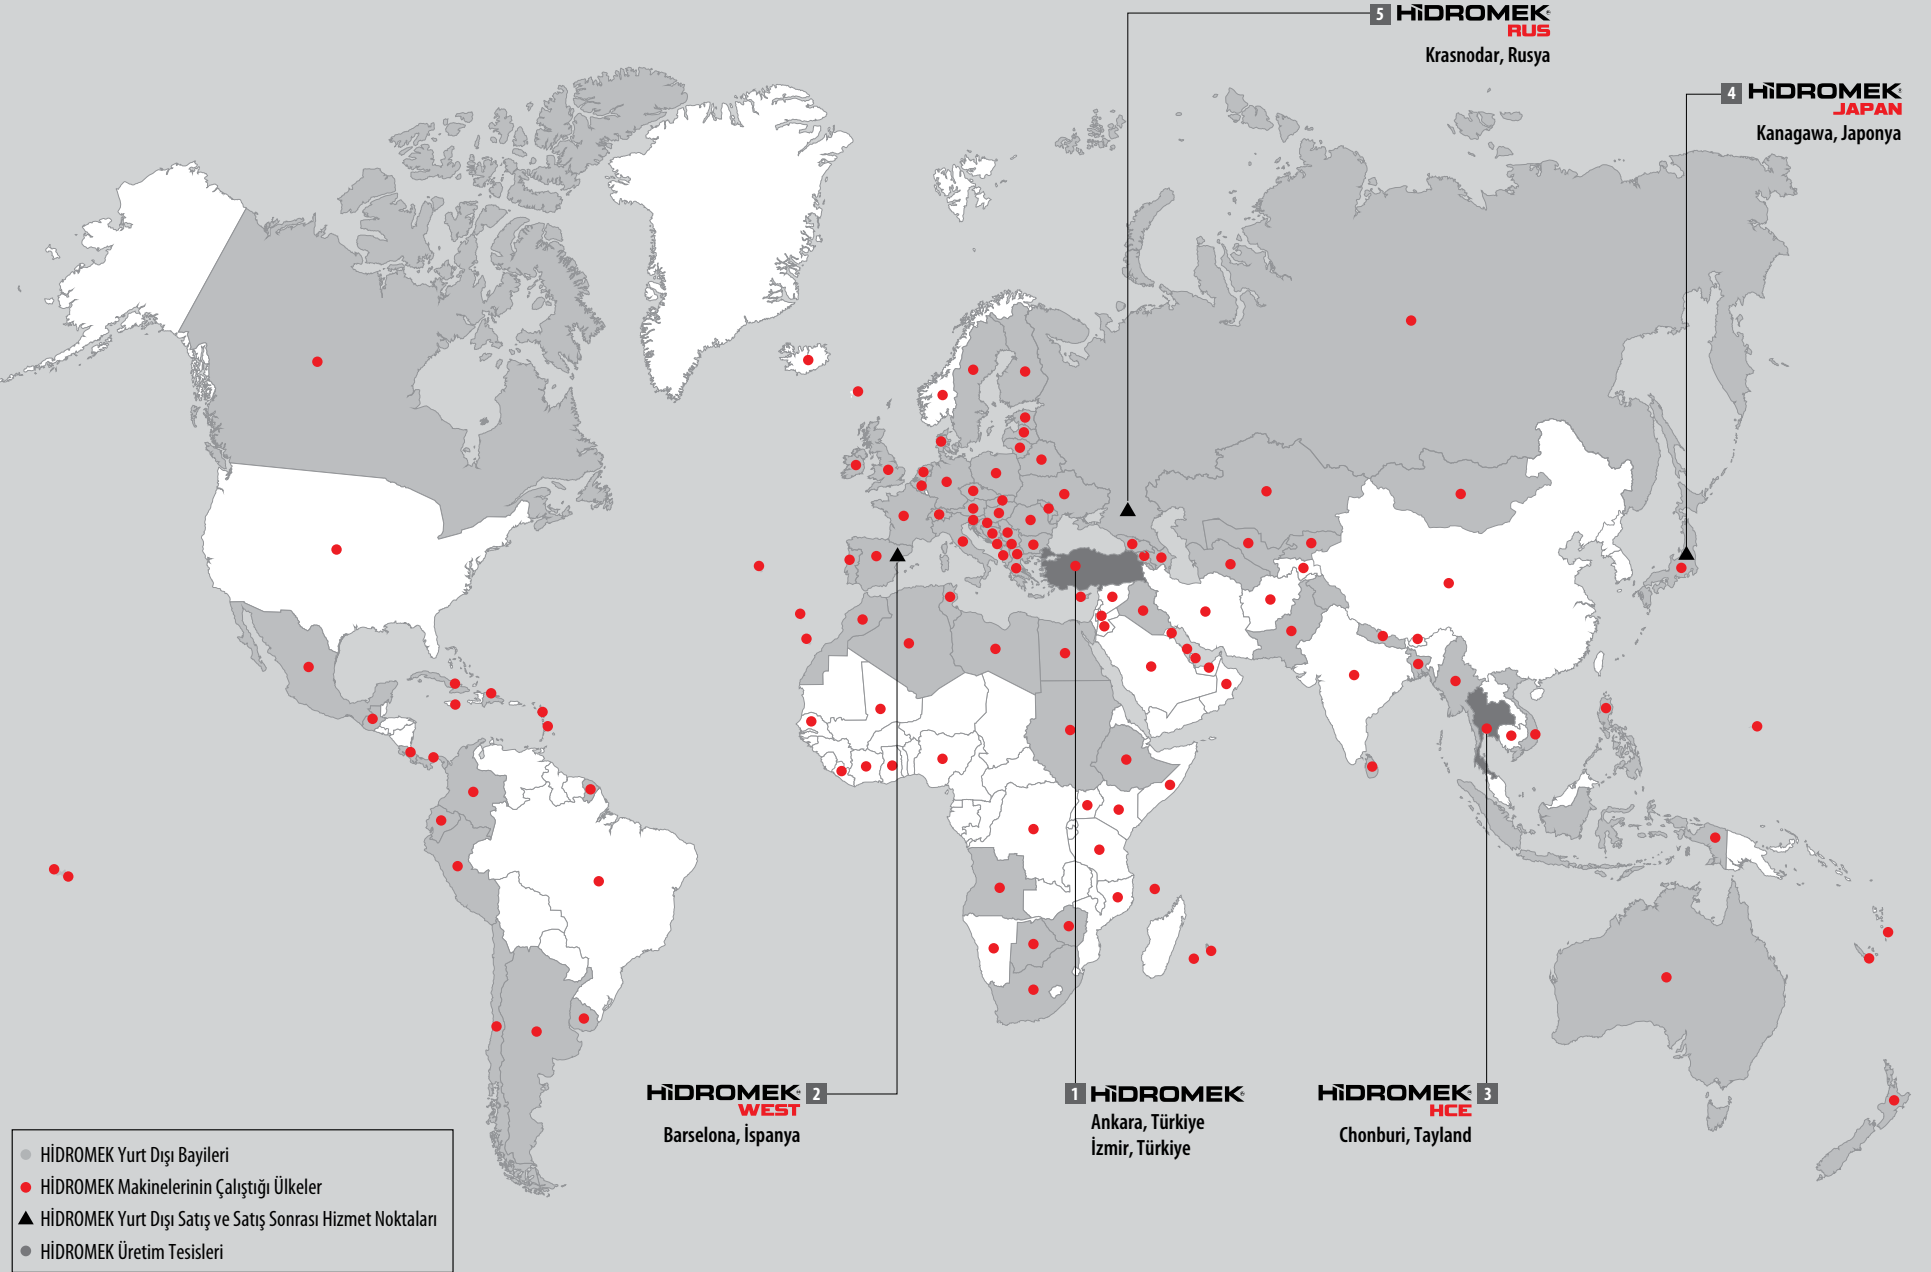 5 HİDROMEK
RUS
Krasnodar, Rusya
4 HİDROMEK
JAPAN
Kanagawa, Japonya
HİDROMEK 2
WEST
Barselona, İspanya
1 HİDROMEK
Ankara, Türkiye
İzmir, Türkiye
HİDROMEK 3
HCE
Chonburi, Tayland
HİDROMEK Yurt Dışı Bayileri
HİDROMEK Makinelerinin Çalıştığı Ülkeler
HİDROMEK Yurt Dışı Satış ve Satış Sonrası Hizmet Noktaları
HİDROMEK Üretim Tesisleri